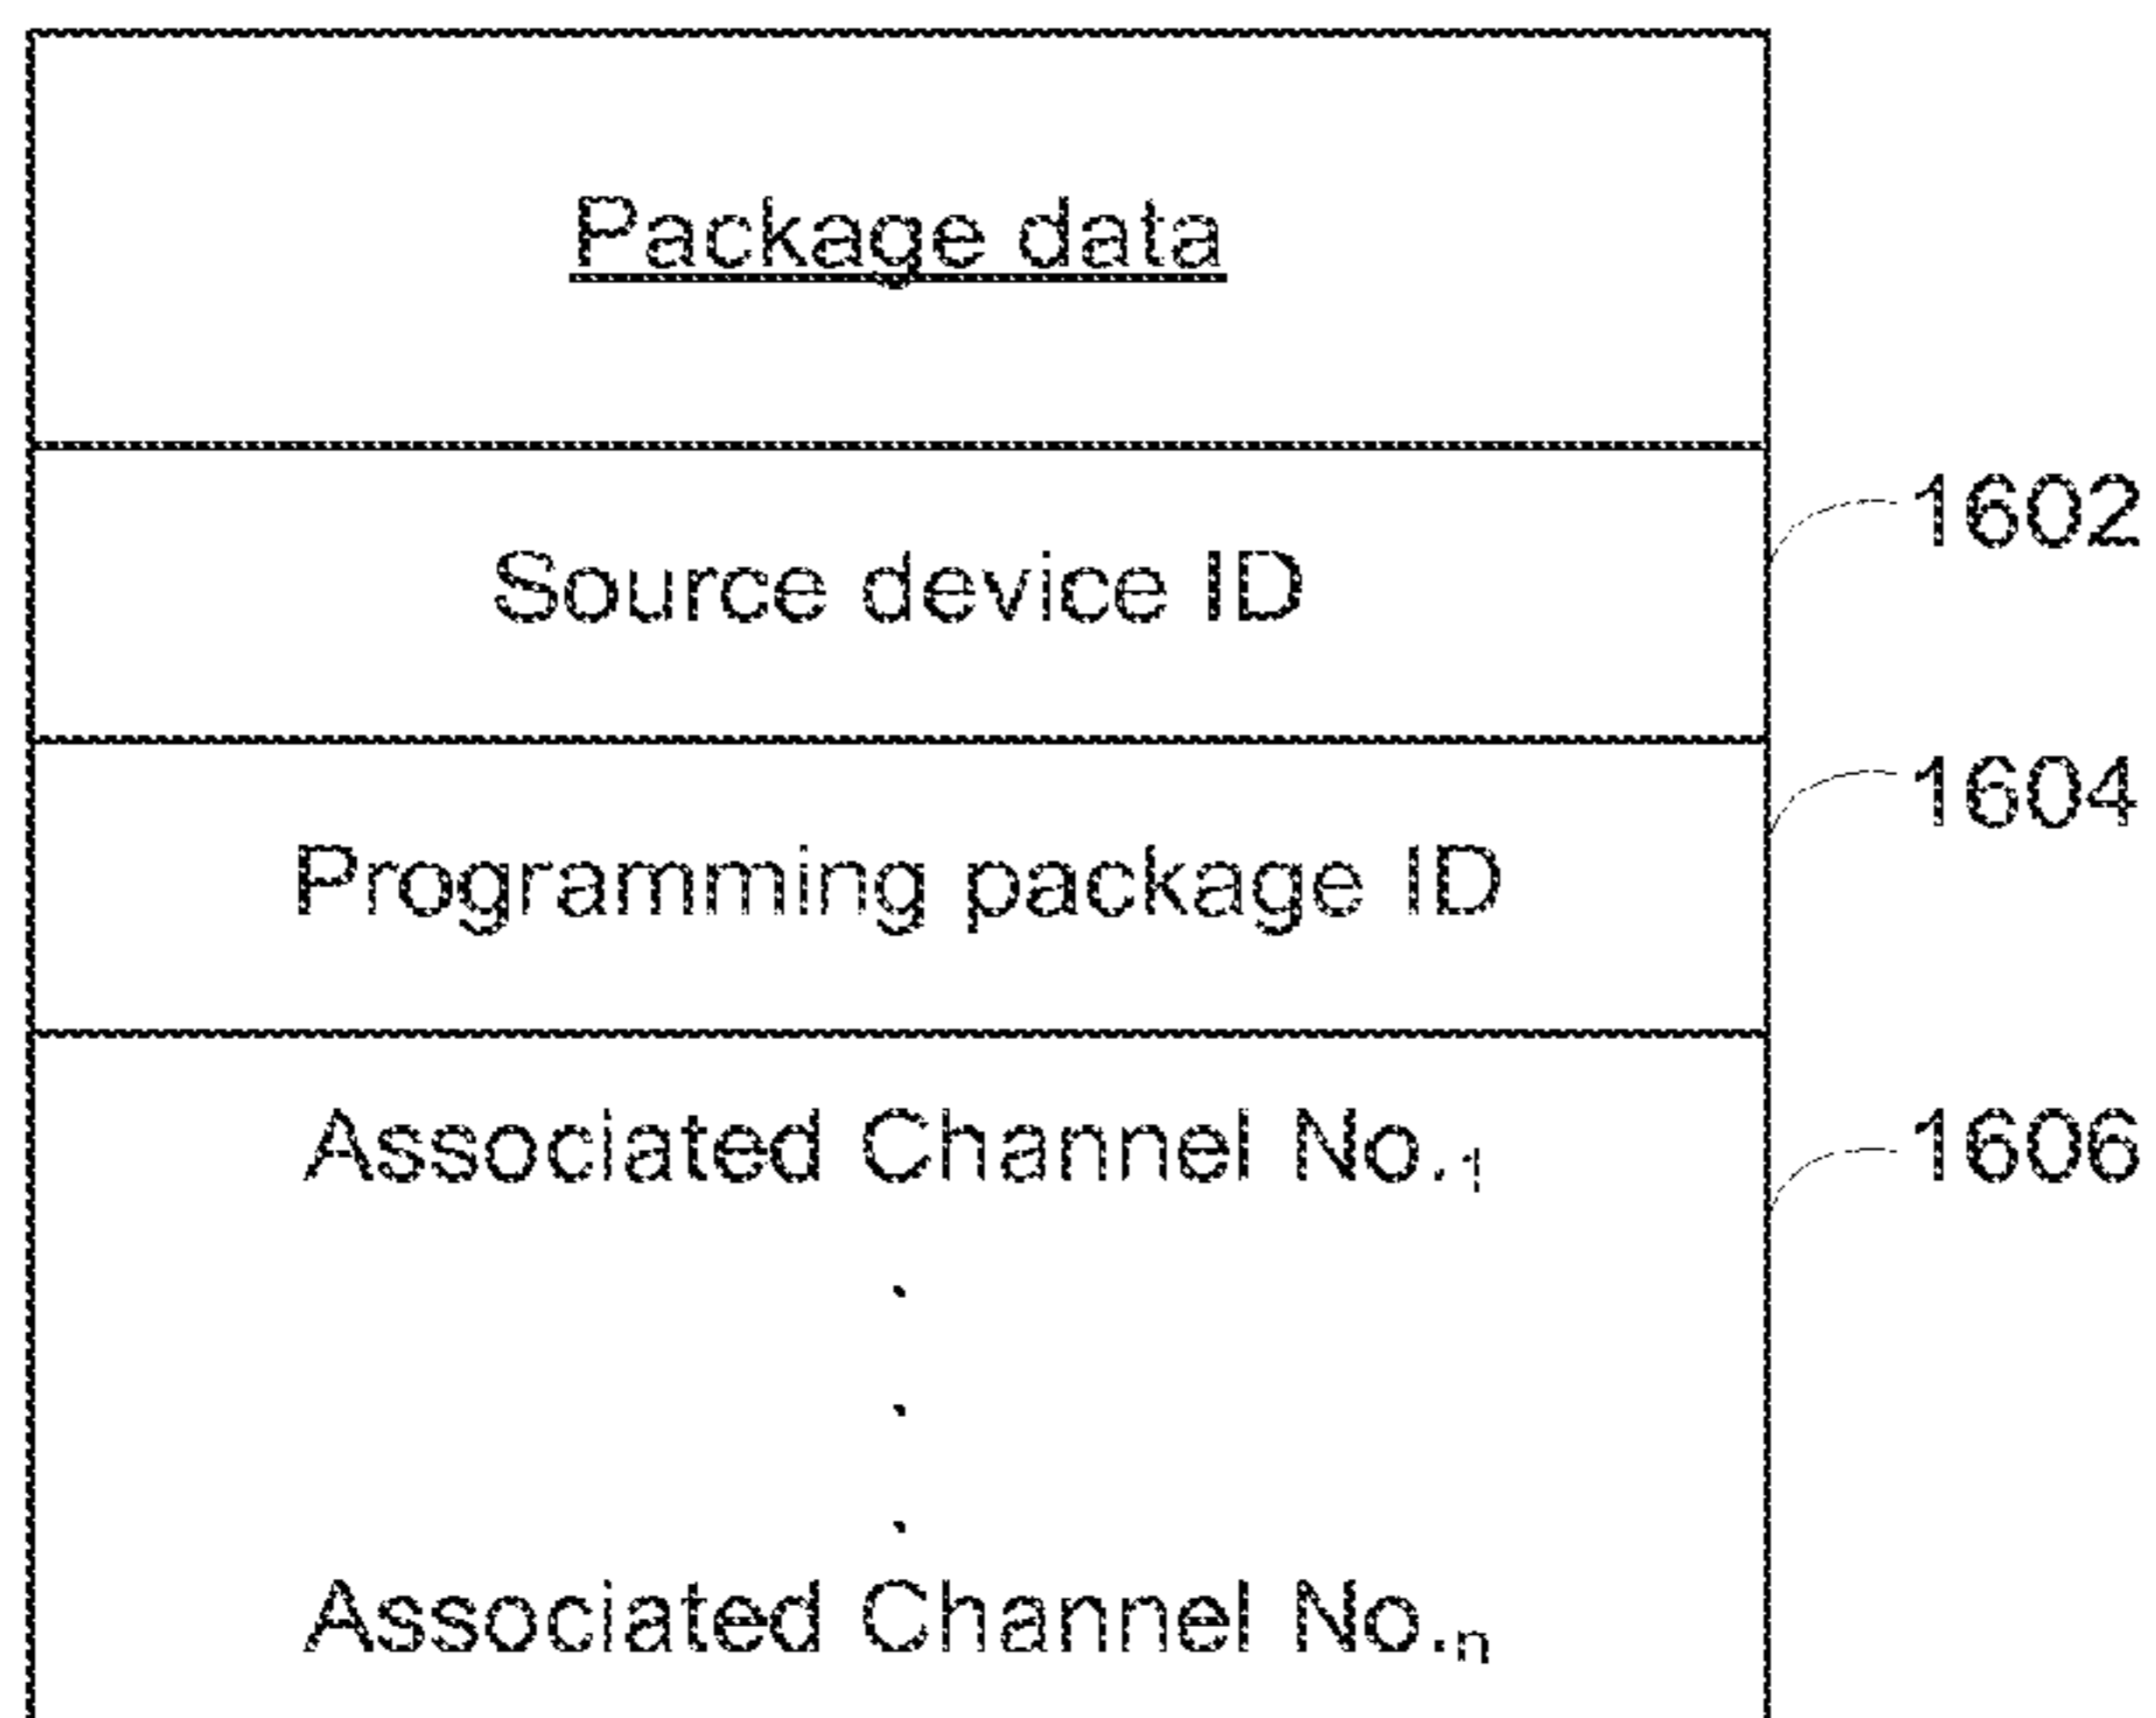 Package data
Source device ID
1602
Programming package ID
1604
Associated Channel No.₁
1606
.
.
.
Associated Channel No.ₙ